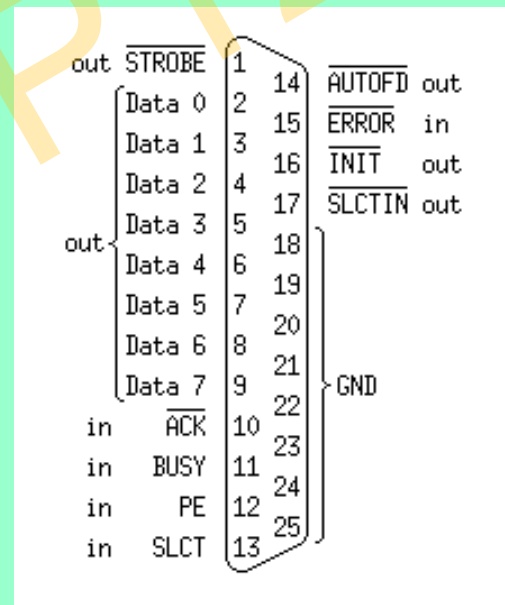 out STROBE 1
14 AUTOFD out
Data 0 2
15 ERROR in
Data 1 3
16 INIT out
Data 2 4
17 SLCTIN out
Data 3 5
out
18
Data 4 6
19
Data 5 7
20
Data 6 8
21
Data 7 9
GND
22
in ACK 10
23
in BUSY 11
24
in PE 12
25
in SLCT 13